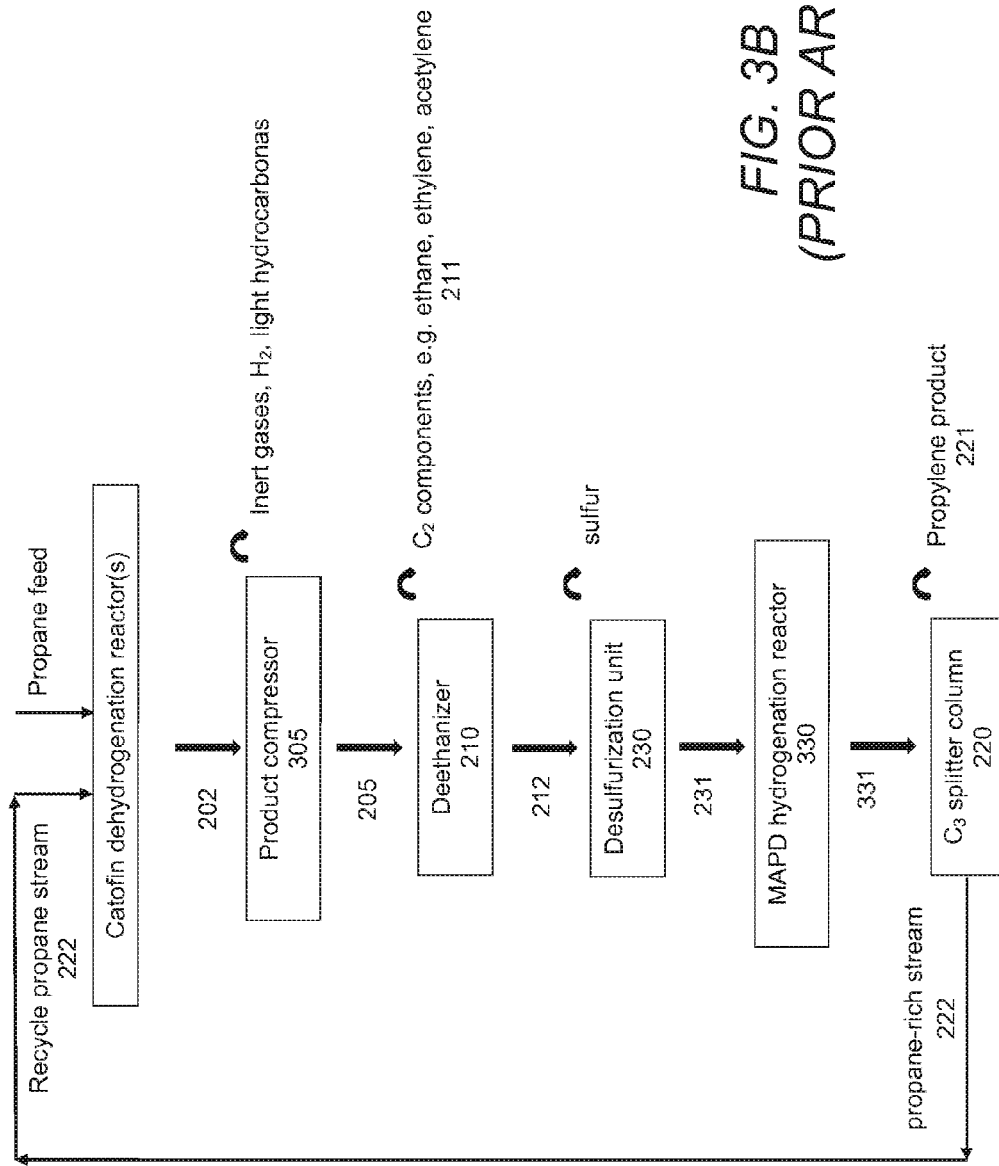 Propane feed
Recycle propane stream
222
Catofin dehydrogenation reactor(s)
202
Inert gases, H₂, light hydrocarbonas
Product compressor
305
205
C₂ components, e.g. ethane, ethylene, acetylene
211
Deethanizer
210
212
sulfur
Desulfurization unit
230
231
MAPD hydrogenation reactor
330
331
Propylene product
221
C₃ splitter column
220
propane-rich stream
222
FIG. 3B
(PRIOR AR